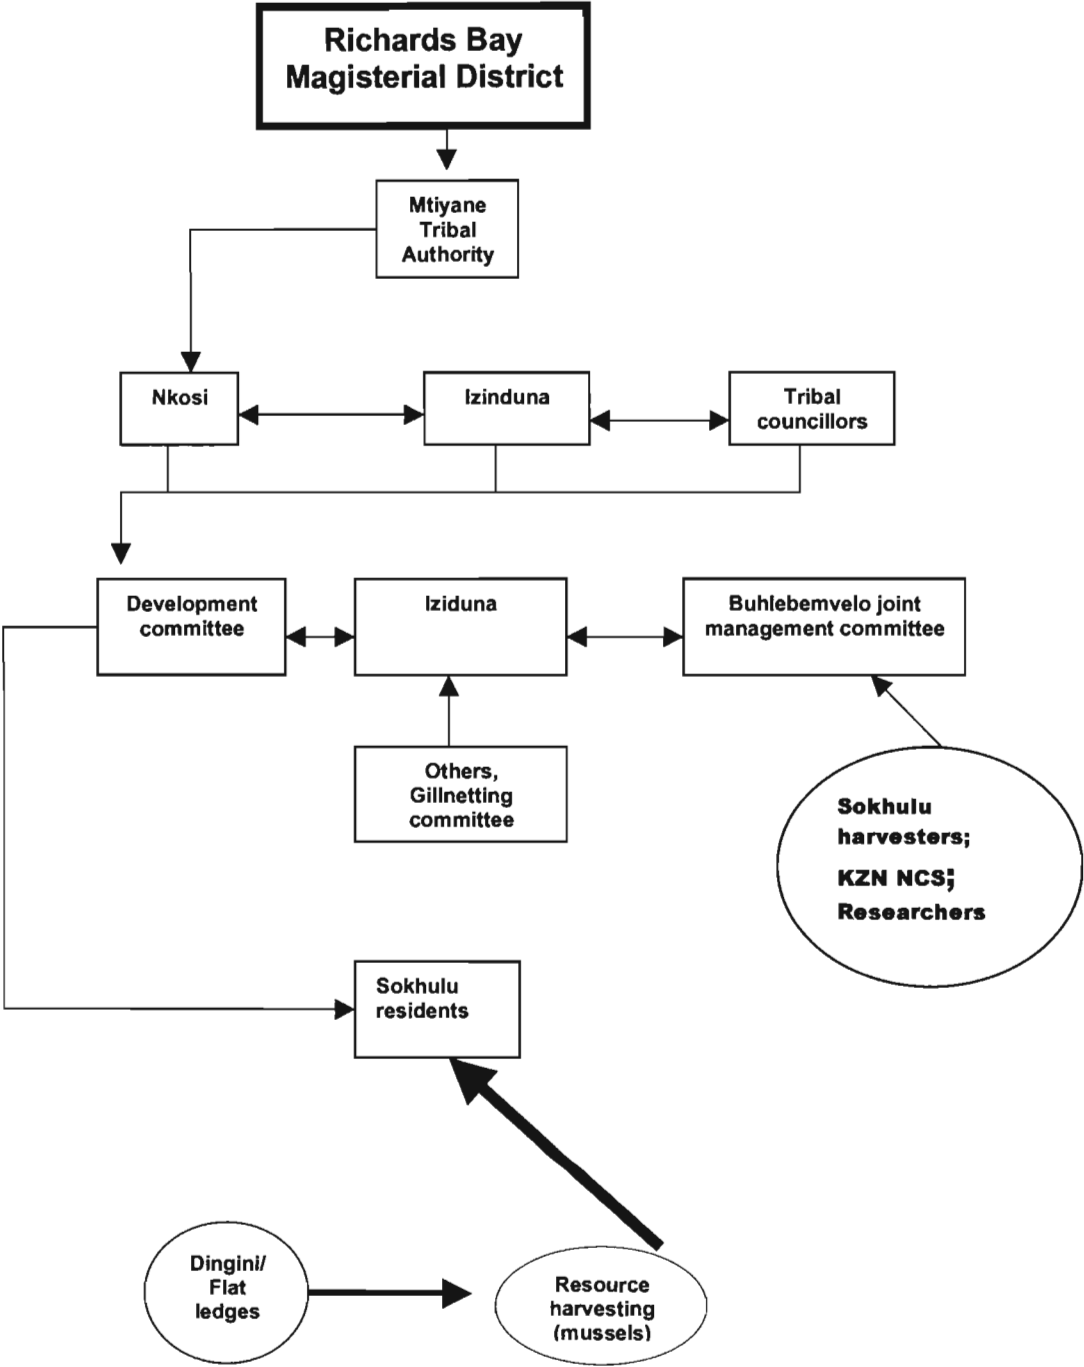 Richards Bay
Magisterial District
Mtiyane
Tribal
Authority
Nkosi
Izinduna
Tribal
councillors
Development
committee
Iziduna
Buhlebemvelo joint
management committee
Others,
Gillnetting
committee
Sokhulu
harvesters;
KZN NCS;
Researchers
Sokhulu
residents
Dingini/
Flat
ledges
Resource
harvesting
(mussels)